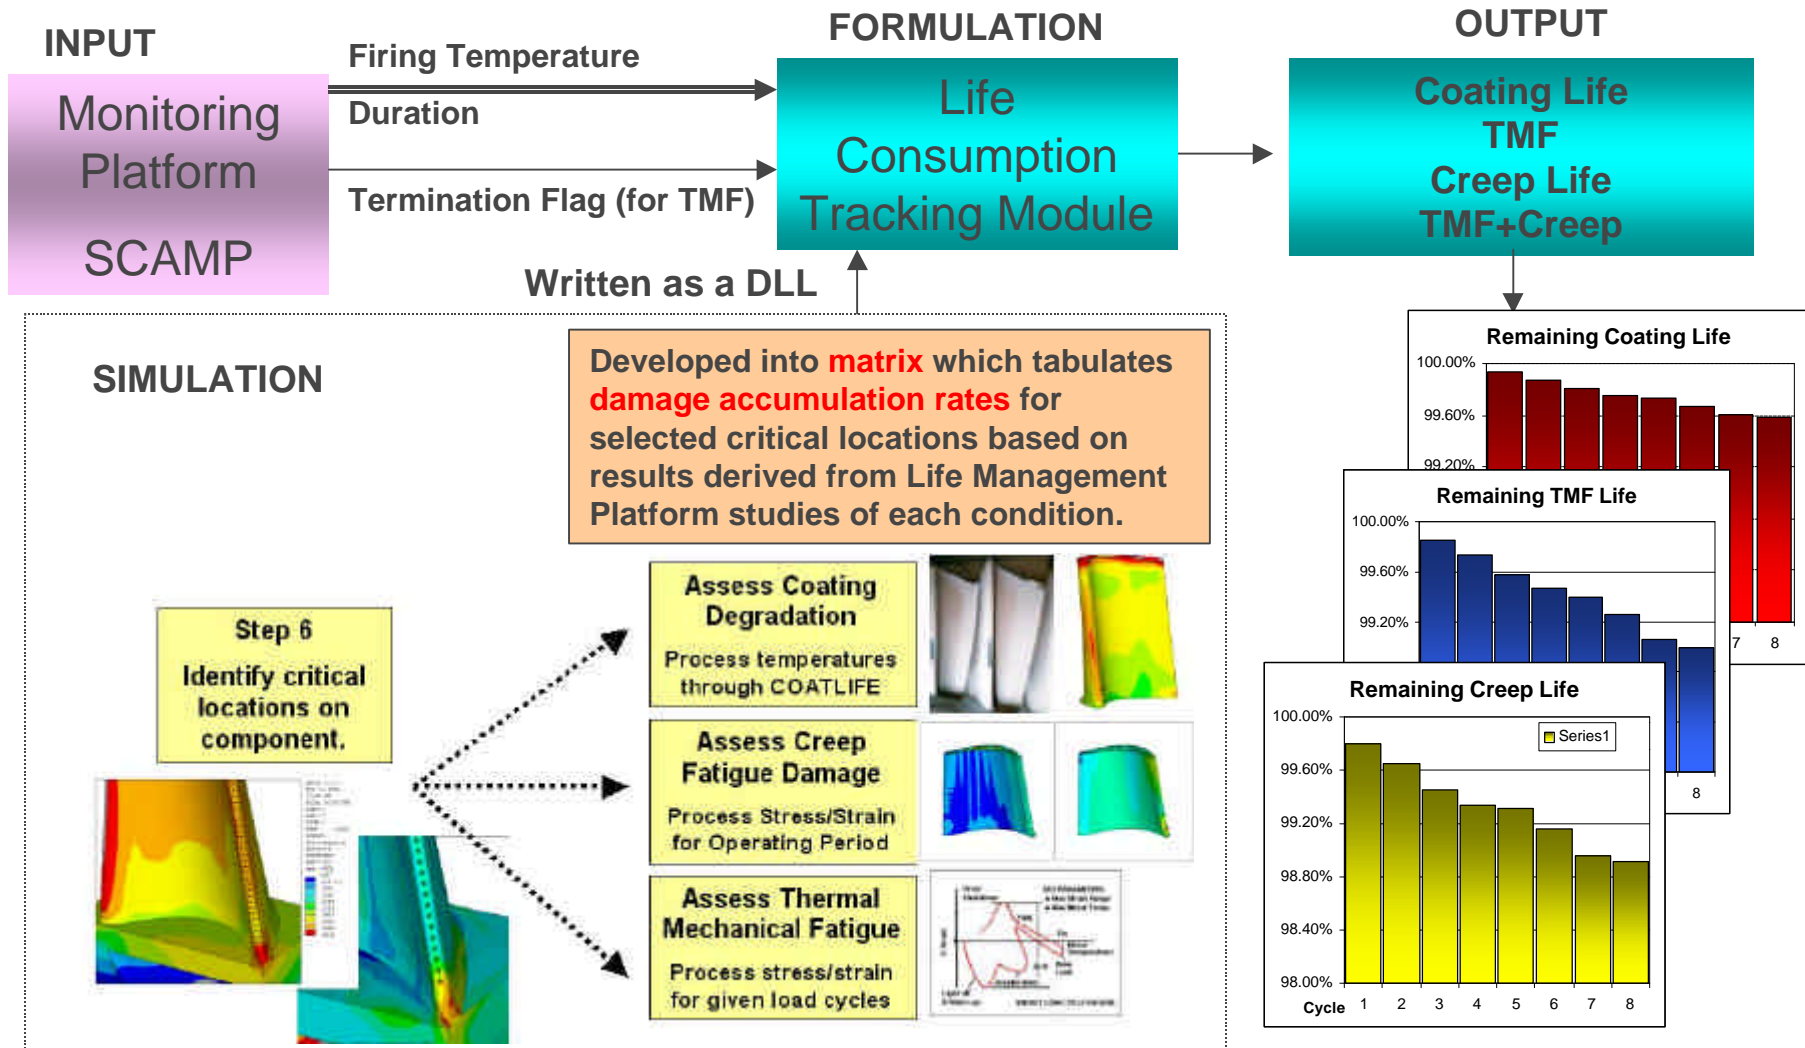 INPUT
Monitoring
Platform
SCAMP
Firing Temperature
Duration
Termination Flag (for TMF)
FORMULATION
Life
Consumption
Tracking Module
OUTPUT
Coating Life
TMF
Creep Life
TMF+Creep
Written as a DLL
SIMULATION
Developed into matrix which tabulates
damage accumulation rates for
selected critical locations based on
results derived from Life Management
Platform studies of each condition.
Step 6
Identify critical
locations on
component.
Assess Coating
Degradation
Process temperatures
through COATLIFE
Assess Creep
Fatigue Damage
Process Stress/Strain
for Operating Period
Assess Thermal
Mechanical Fatigue
Process stress/strain
for given load cycles
Remaining Coating Life
100.00%
99.60%
99.20%
7 8
Remaining TMF Life
100.00%
99.60%
99.20%
8
Remaining Creep Life
100.00%
99.60%
99.20%
98.80%
98.40%
98.00%
Series1
Cycle 1 2 3 4 5 6 7 8